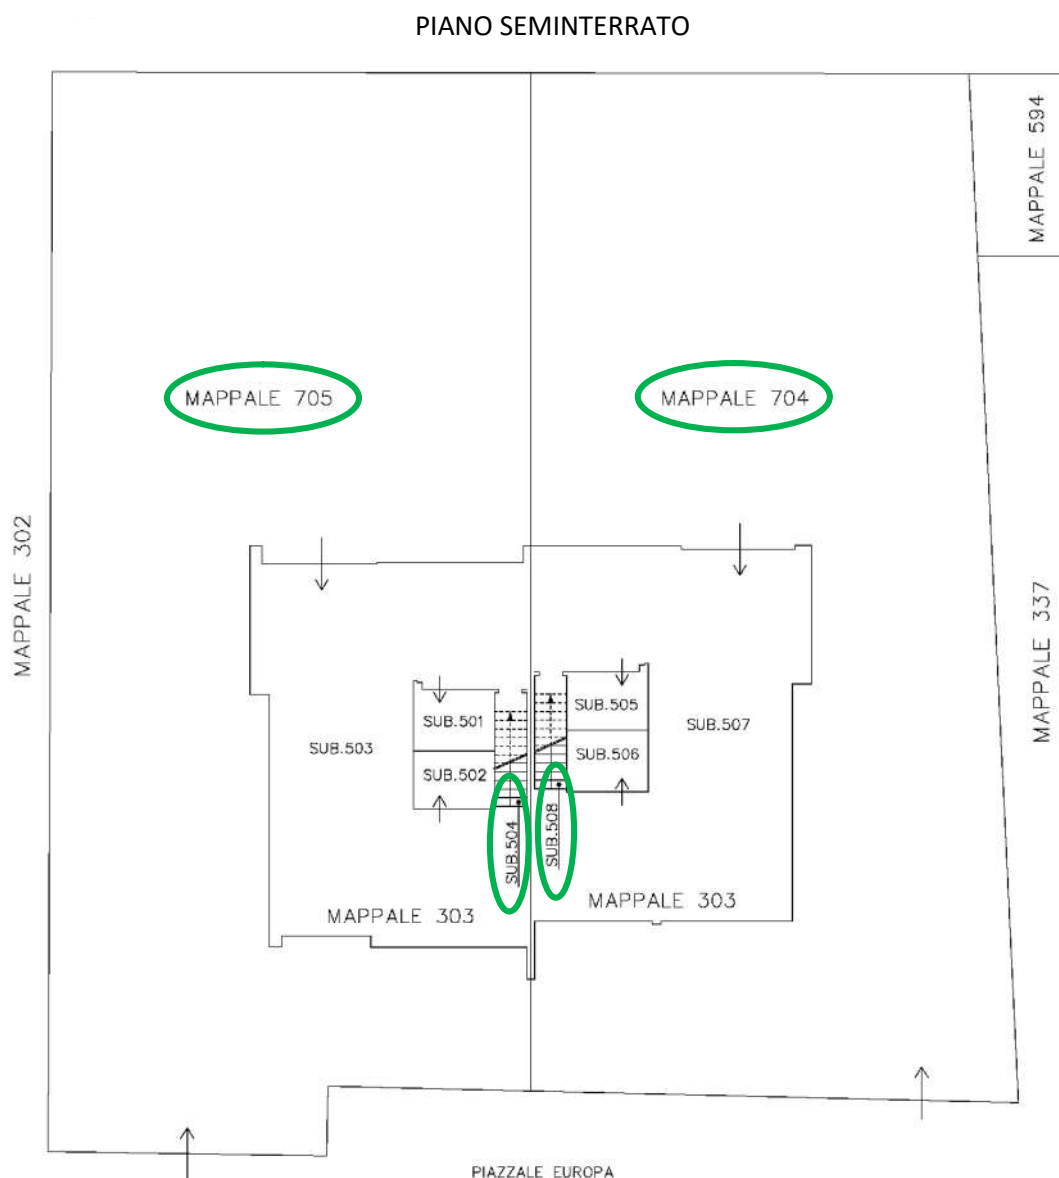 PIANO SEMINTERRATO
MAPPALE 594
MAPPALE 705
MAPPALE 704
MAPPALE 302
MAPPALE 337
SUB.501
SUB.505
SUB.503
SUB.507
SUB.502
SUB.506
SUB.504
SUB.508
MAPPALE 303
MAPPALE 303
PIAZZALE EUROPA